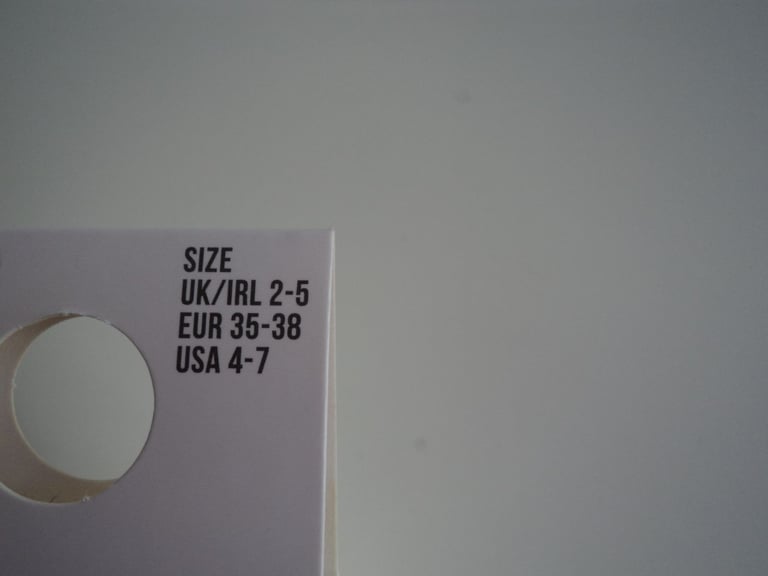 SIZE
UK/IRL 2-5
EUR 35-38
USA 4-7